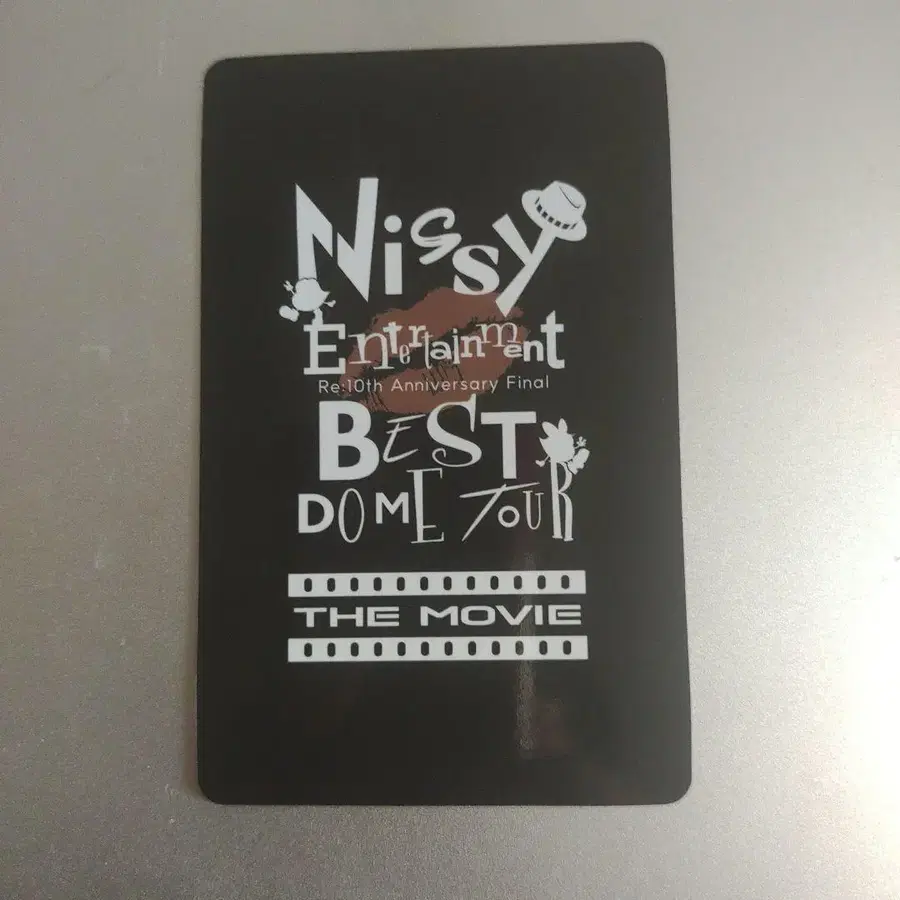 Nissy
Entertainment
Re:10th Anniversary Final
BEST
DOME TOUR
THE MOVIE